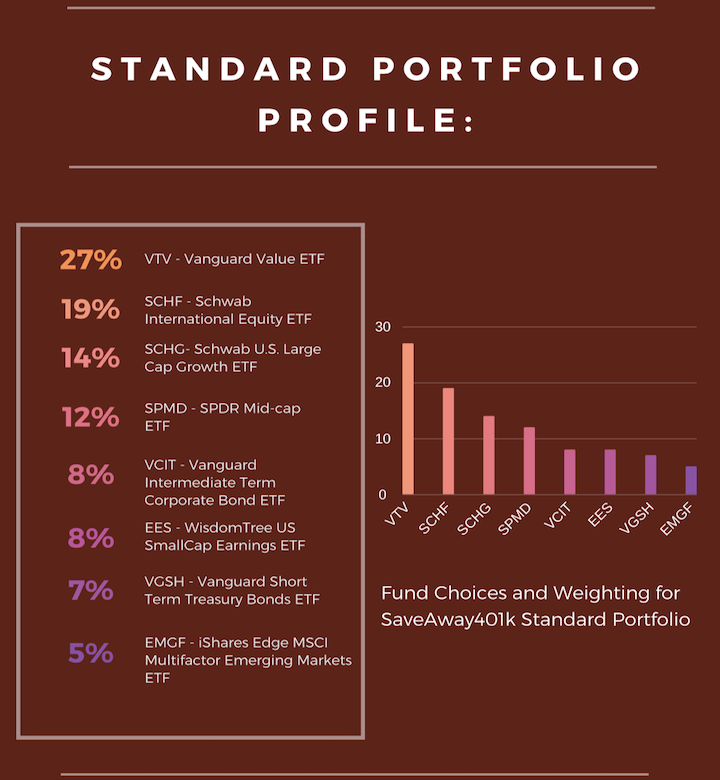 STANDARD PORTFOLIO
PROFILE:
27%
VTV - Vanguard Value ETF
19%
SCHF - Schwab
International Equity ETF
14%
SCHG- Schwab U.S. Large
Cap Growth ETF
12%
SPMD - SPDR Mid-cap
ETF
8%
VCIT - Vanguard
Intermediate Term
Corporate Bond ETF
8%
EES - WisdomTree US
SmallCap Earnings ETF
7%
VGSH - Vanguard Short
Term Treasury Bonds ETF
5%
EMGF - iShares Edge MSCI
Multifactor Emerging Markets
ETF
30
20
10
0
VTV
SCHF
SCHG
SPMD
VCIT
EES
VGSH
EMGF
Fund Choices and Weighting for
SaveAway401k Standard Portfolio